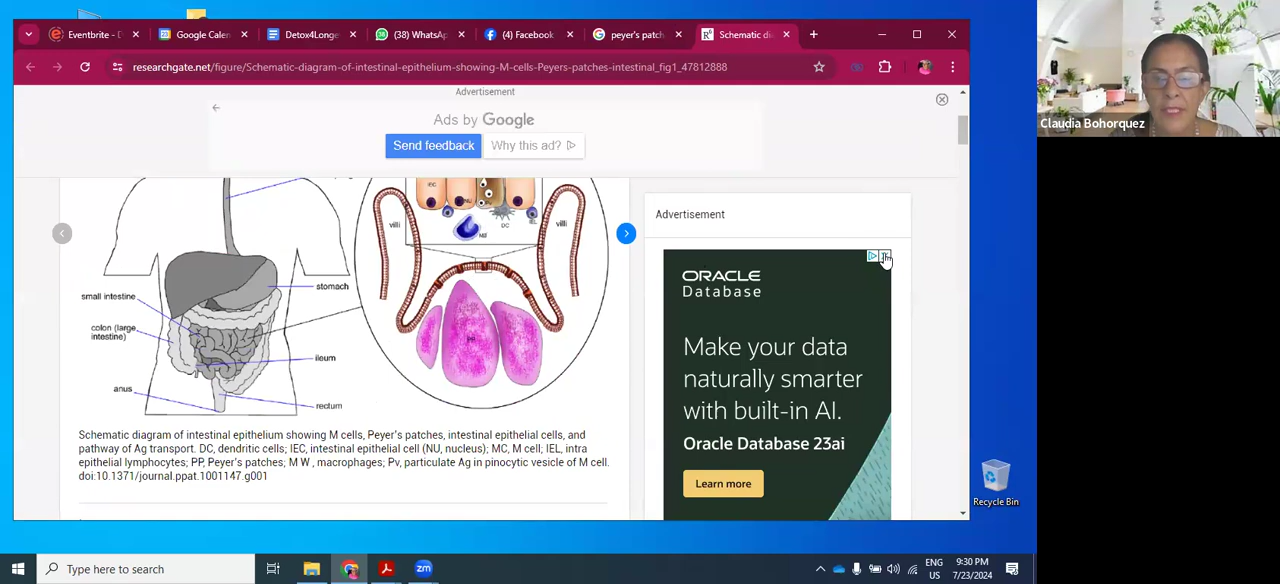 Eventbrite - D
Google Calen
Detox4Longe
(38) WhatsAp
(4) Facebook
peyer's patch
Schematic di
researchgate.net/figure/Schematic-diagram-of-intestinal-epithelium-showing-M-cells-Peyers-patches-intestinal_fig1_47812888
Claudia Bohorquez
Advertisement
Ads by Google
Send feedback
Why this ad?
IEC
NU
DC
IEL
villi
villi
Advertisement
stomach
small intestine
colon (large
intestine)
ileum
anus
rectum
PP
ORACLE
Database
Make your data
naturally smarter
with built-in AI.
Oracle Database 23ai
Learn more
Schematic diagram of intestinal epithelium showing M cells, Peyer's patches, intestinal epithelial cells, and
pathway of Ag transport. DC, dendritic cells; IEC, intestinal epithelial cell (NU, nucleus); MC, M cell; IEL, intra
epithelial lymphocytes; PP, Peyer's patches; M W , macrophages; Pv, particulate Ag in pinocytic vesicle of M cell.
doi:10.1371/journal.ppat.1001147.g001
Recycle Bin
Type here to search
zm
ENG
US
9:30 PM
7/23/2024